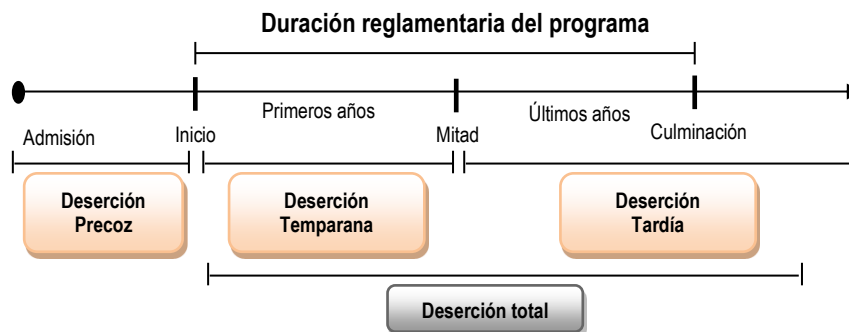 Duración reglamentaria del programa
Primeros años
Últimos años
Admisión
Inicio
Mitad
Culminación
Deserción
Precoz
Deserción
Temparana
Deserción
Tardía
Deserción total